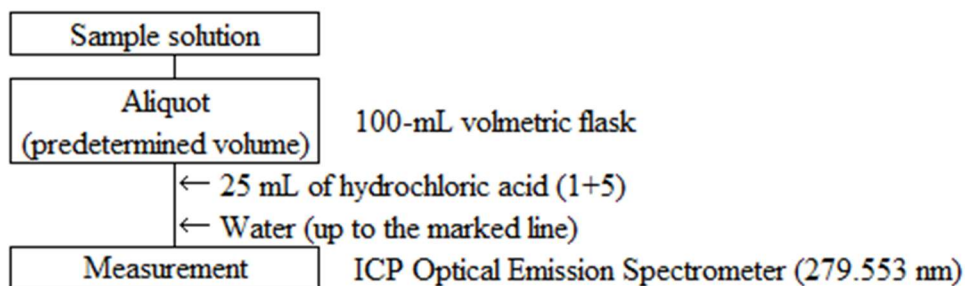 Sample solution
Aliquot
(predetermined volume)
100-mL volmetric flask
← 25 mL of hydrochloric acid (1+5)
← Water (up to the marked line)
Measurement
ICP Optical Emission Spectrometer (279.553 nm)